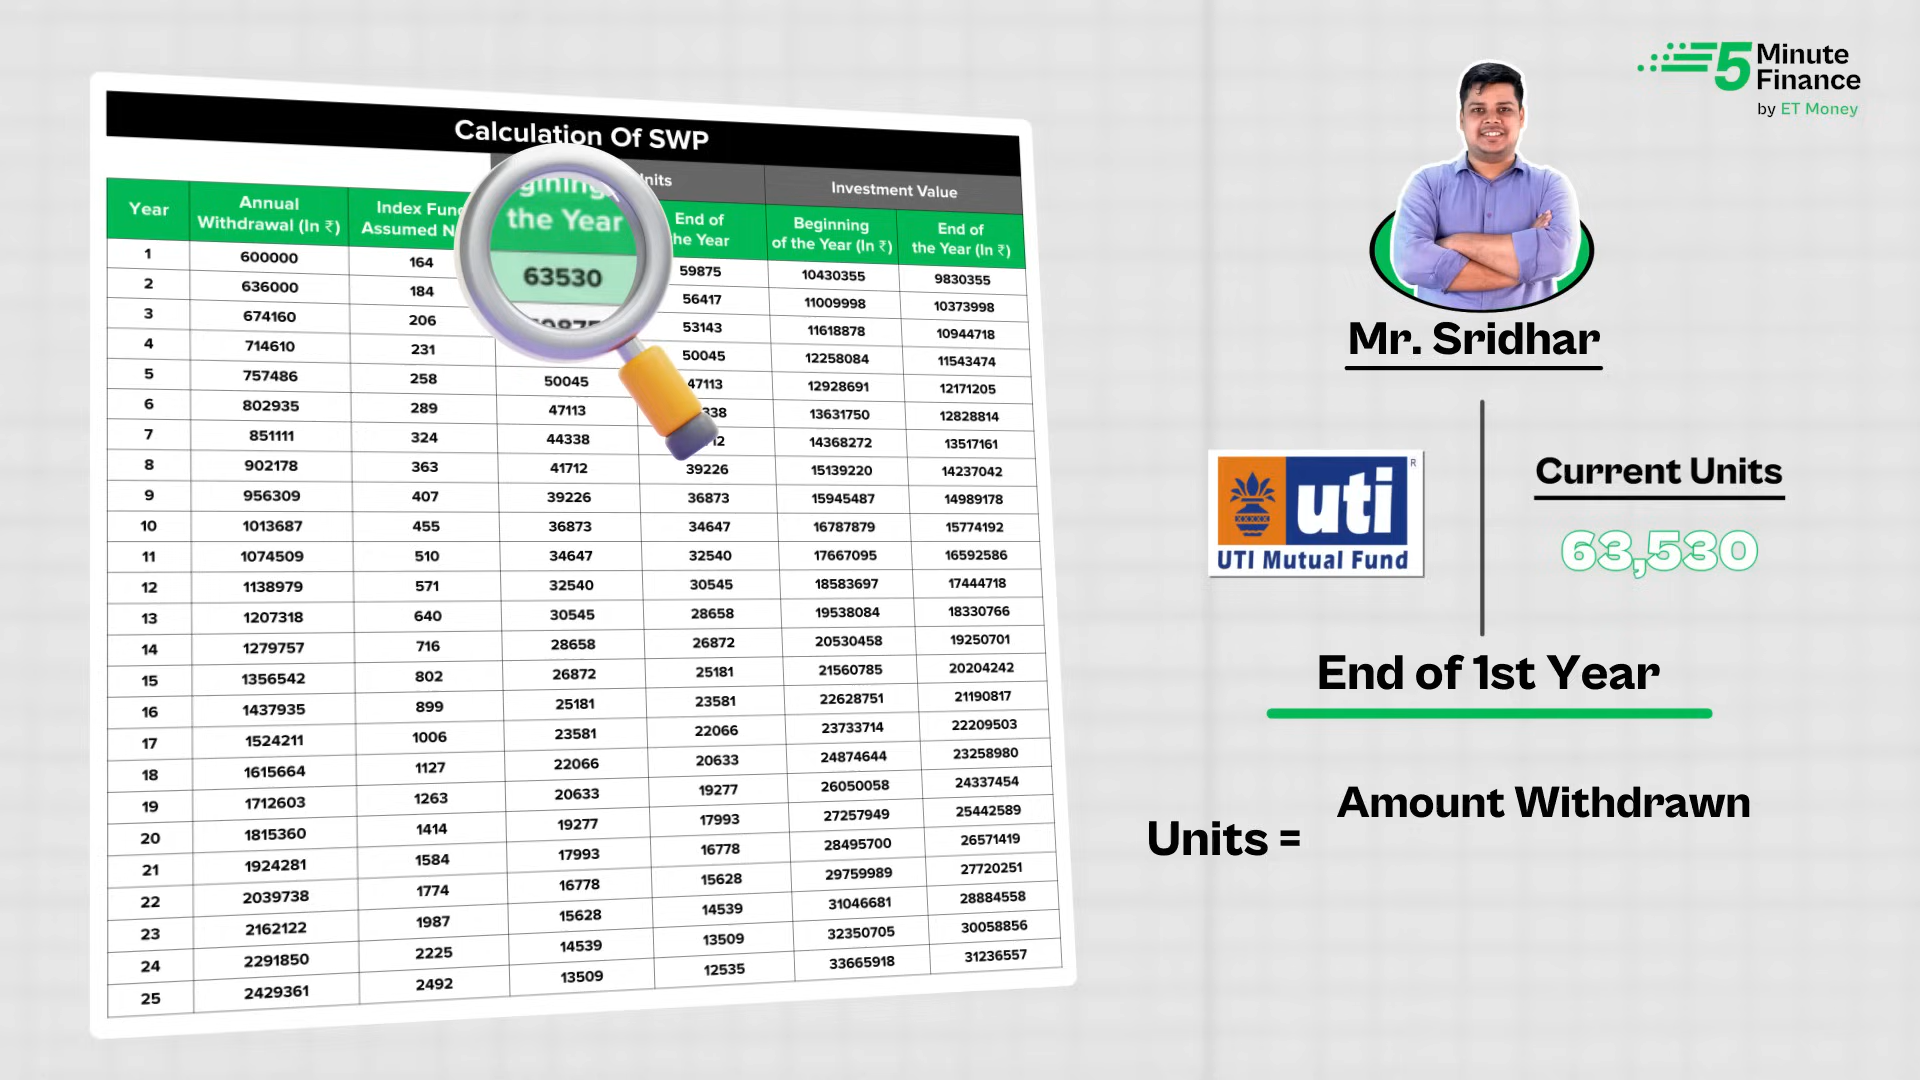 5 Minute
Finance
by ET Money
Calculation Of SWP
Investment Value
Year
Annual
Withdrawal (In ₹)
Index
Assumed
the Year
End of
Beginning
of the Year (In ₹)
End of
the Year (In ₹)
1 600000 164 63530 59875 10430355 9830355
2 636000 184 56417 11009998 10373998
3 674160 206 53143 11618878 10944718
4 714610 231 50045 12258084 11543474
5 757486 258 50045 47113 12928691 12171205
6 802935 289 47113 13631750 12828814
7 851111 324 44338 14368272 13517161
8 902178 363 41712 39226 15139220 14237042
9 956309 407 39226 36873 15945487 14989178
10 1013687 455 36873 34647 16787879 15774192
11 1074509 510 34647 32540 17667095 16592586
12 1138979 571 32540 30545 18583697 17444718
13 1207318 640 30545 28658 19538084 18330766
14 1279757 716 28658 26872 20530458 19250701
15 1356542 802 26872 25181 21560785 20204242
16 1437935 899 25181 23581 22628751 21190817
17 1524211 1006 23581 22066 23733714 22209503
18 1615664 1127 22066 20633 24874644 23258980
19 1712603 1263 20633 19277 26050058 24337454
20 1815360 1414 19277 17993 27257949 25442589
21 1924281 1584 17993 16778 28495700 26571419
22 2039738 1774 16778 15628 29759989 27720251
23 2162122 1987 15628 14539 31046681 28884558
24 2291850 2225 14539 13509 32350705 30058856
25 2429361 2492 13509 12535 33665918 31236557
Mr. Sridhar
uti
UTI Mutual Fund
Current Units
63,530
End of 1st Year
Amount Withdrawn
Units =